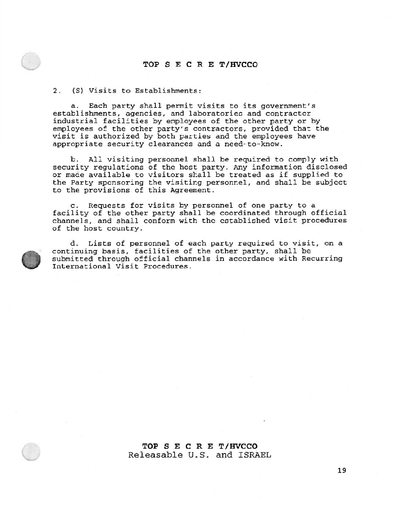 TOP S E C R E T/HVCCO
2. (S) Visits to Establishments:
a. Each party shall permit visits to its government's
establishments, agencies, and laboratories and contractor
industrial facilities by employees of the other party or by
employees of the other party's contractors, provided that the
visit is authorized by both parties and the employees have
appropriate security clearances and a need-to-know.
b. All visiting personnel shall be required to comply with
security regulations of the host party. Any information disclosed
or made available to visitors shall be treated as if supplied to
the Party sponsoring the visiting personnel, and shall be subject
to the provisions of this Agreement.
c. Requests for visits by personnel of one party to a
facility of the other party shall be coordinated through official
channels, and shall conform with the established visit procedures
of the host country.
d. Lists of personnel of each party required to visit, on a
continuing basis, facilities of the other party, shall be
submitted through official channels in accordance with Recurring
International Visit Procedures.
TOP S E C R E T/HVCCO
Releasable U.S. and ISRAEL
19